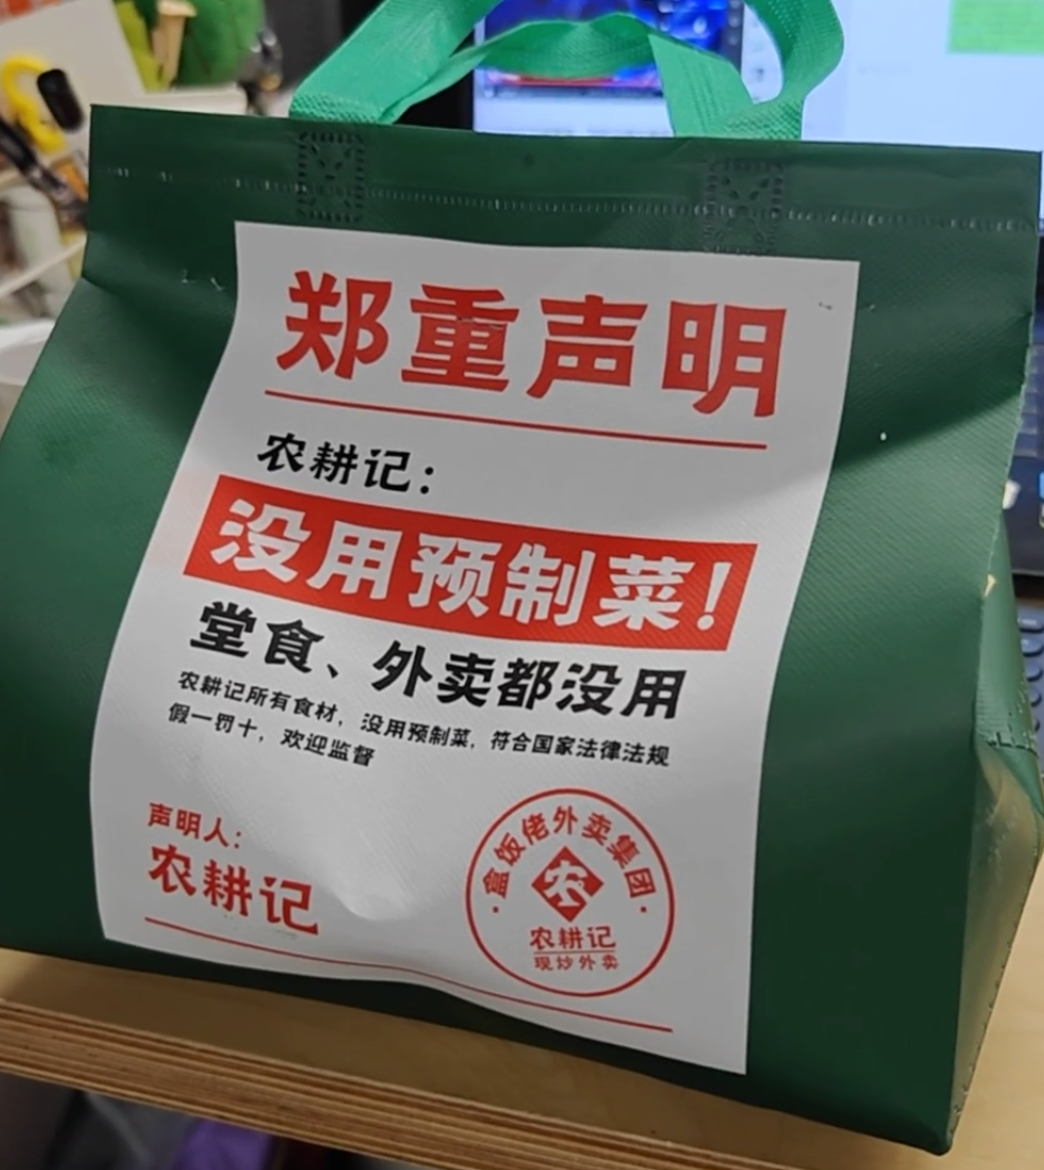 郑重声明
农耕记：
没用预制菜！
堂食、外卖都没用
农耕记所有食材，没用预制菜，符合国家法律法规
假一罚十，欢迎监督
声明人：
农耕记
·盒饭佬外卖集团·
农
农耕记
现炒外卖